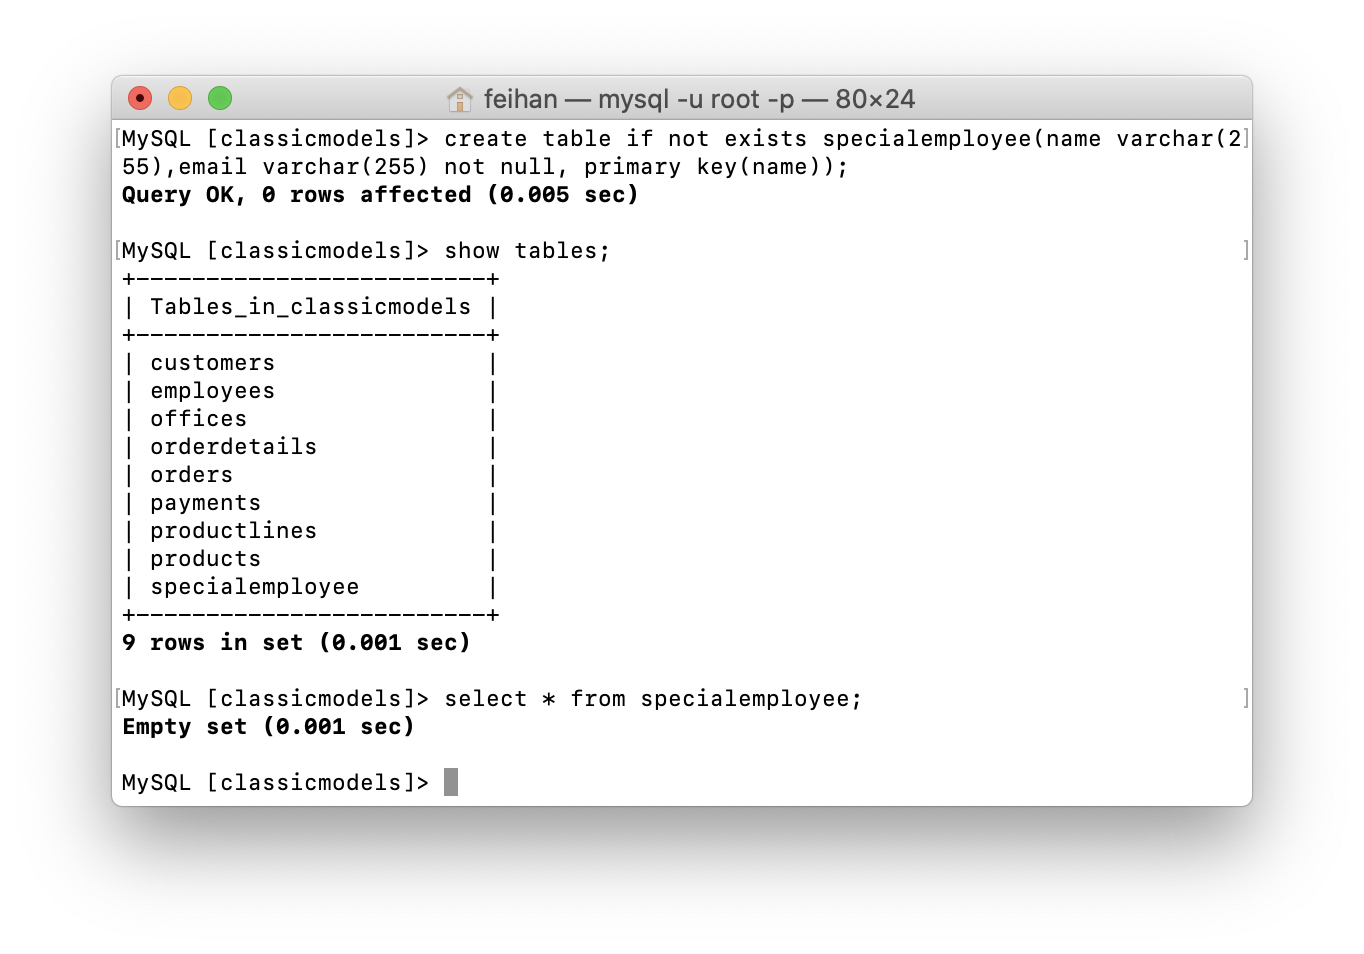 feihan — mysql -u root -p — 80×24
[MySQL [classicmodels]> create table if not exists specialemployee(name varchar(2]
55),email varchar(255) not null, primary key(name));
Query OK, 0 rows affected (0.005 sec)
[MySQL [classicmodels]> show tables; ]
+-------------------------+
| Tables_in_classicmodels |
+-------------------------+
| customers               |
| employees               |
| offices                 |
| orderdetails            |
| orders                  |
| payments                |
| productlines            |
| products                |
| specialemployee         |
+-------------------------+
9 rows in set (0.001 sec)
[MySQL [classicmodels]> select * from specialemployee; ]
Empty set (0.001 sec)
MySQL [classicmodels]>